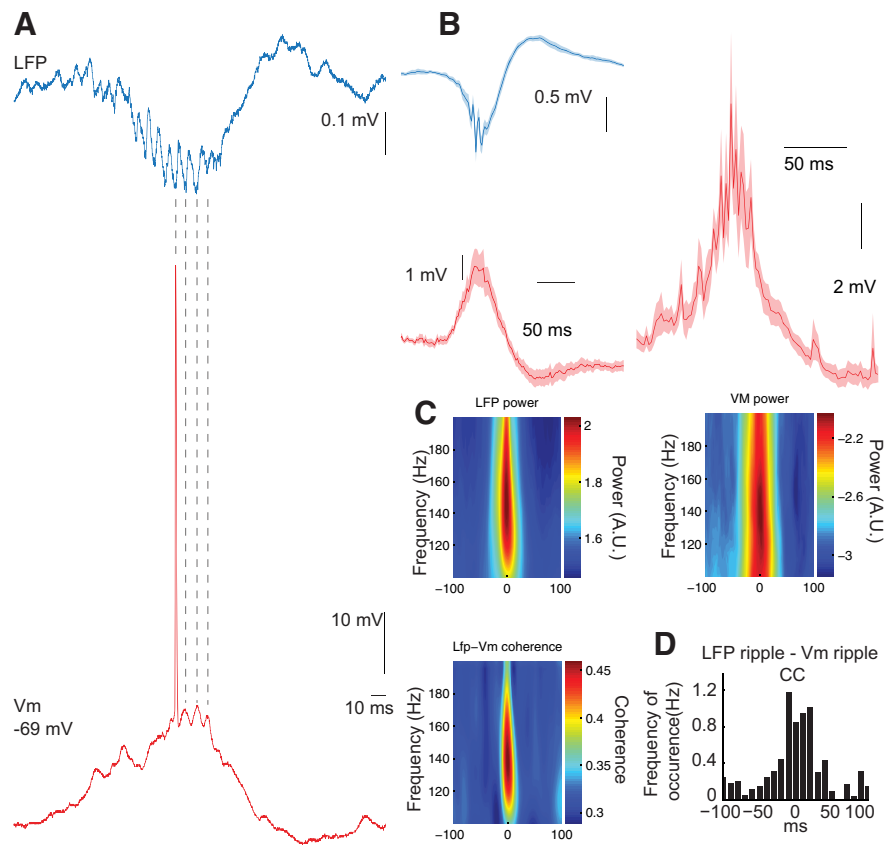 A
LFP
0.1 mV
10 mV
10 ms
Vm
-69 mV
B
0.5 mV
1 mV
50 ms
50 ms
2 mV
C
LFP power
Frequency (Hz)
180
160
140
120
-100
0
100
2
1.8
1.6
Power (A.U.)
VM power
Frequency (Hz)
180
160
140
120
-100
0
100
-2.2
-2.6
-3
Power (A.U.)
Lfp-Vm coherence
Frequency (Hz)
180
160
140
120
100
-100
0
100
0.45
0.4
0.35
0.3
Coherence
D
LFP ripple - Vm ripple
CC
Frequency of
occurence(Hz)
1.2
0.4
0
-100
-50
0
50
100
ms